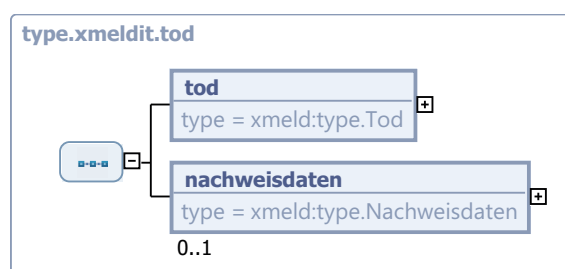 type.xmeldit.tod
tod
type = xmeld:type.Tod
nachweisdaten
type = xmeld:type.Nachweisdaten
0..1